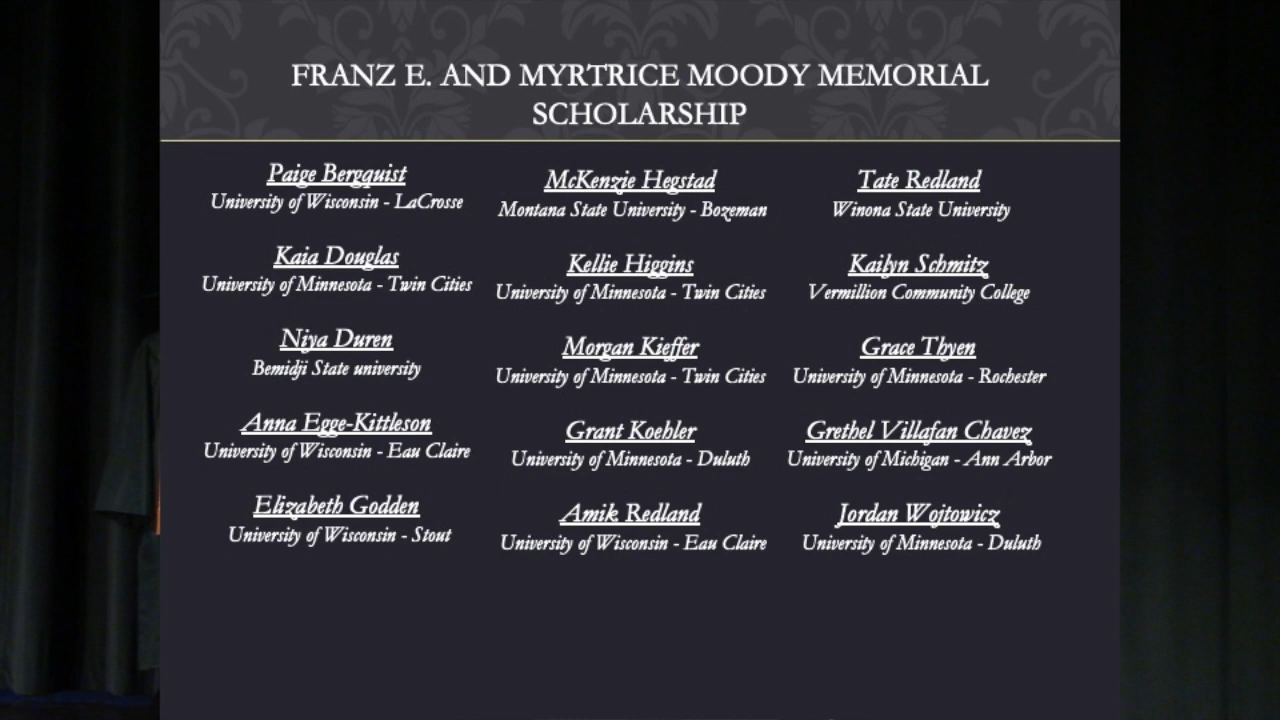 FRANZ E. AND MYRTRICE MOODY MEMORIAL
SCHOLARSHIP
Paige Bergquist
University of Wisconsin - LaCrosse
Kaia Douglas
University of Minnesota - Twin Cities
Niya Duren
Bemidji State university
Anna Egge-Kittleson
University of Wisconsin - Eau Claire
Elizabeth Godden
University of Wisconsin - Stout
McKenzie Hegstad
Montana State University - Bozeman
Kellie Higgins
University of Minnesota - Twin Cities
Morgan Kieffer
University of Minnesota - Twin Cities
Grant Koehler
University of Minnesota - Duluth
Amik Redland
University of Wisconsin - Eau Claire
Tate Redland
Winona State University
Kailyn Schmitz
Vermillion Community College
Grace Thyen
University of Minnesota - Rochester
Grethel Villafan Chavez
University of Michigan - Ann Arbor
Jordan Wojtowicz
University of Minnesota - Duluth